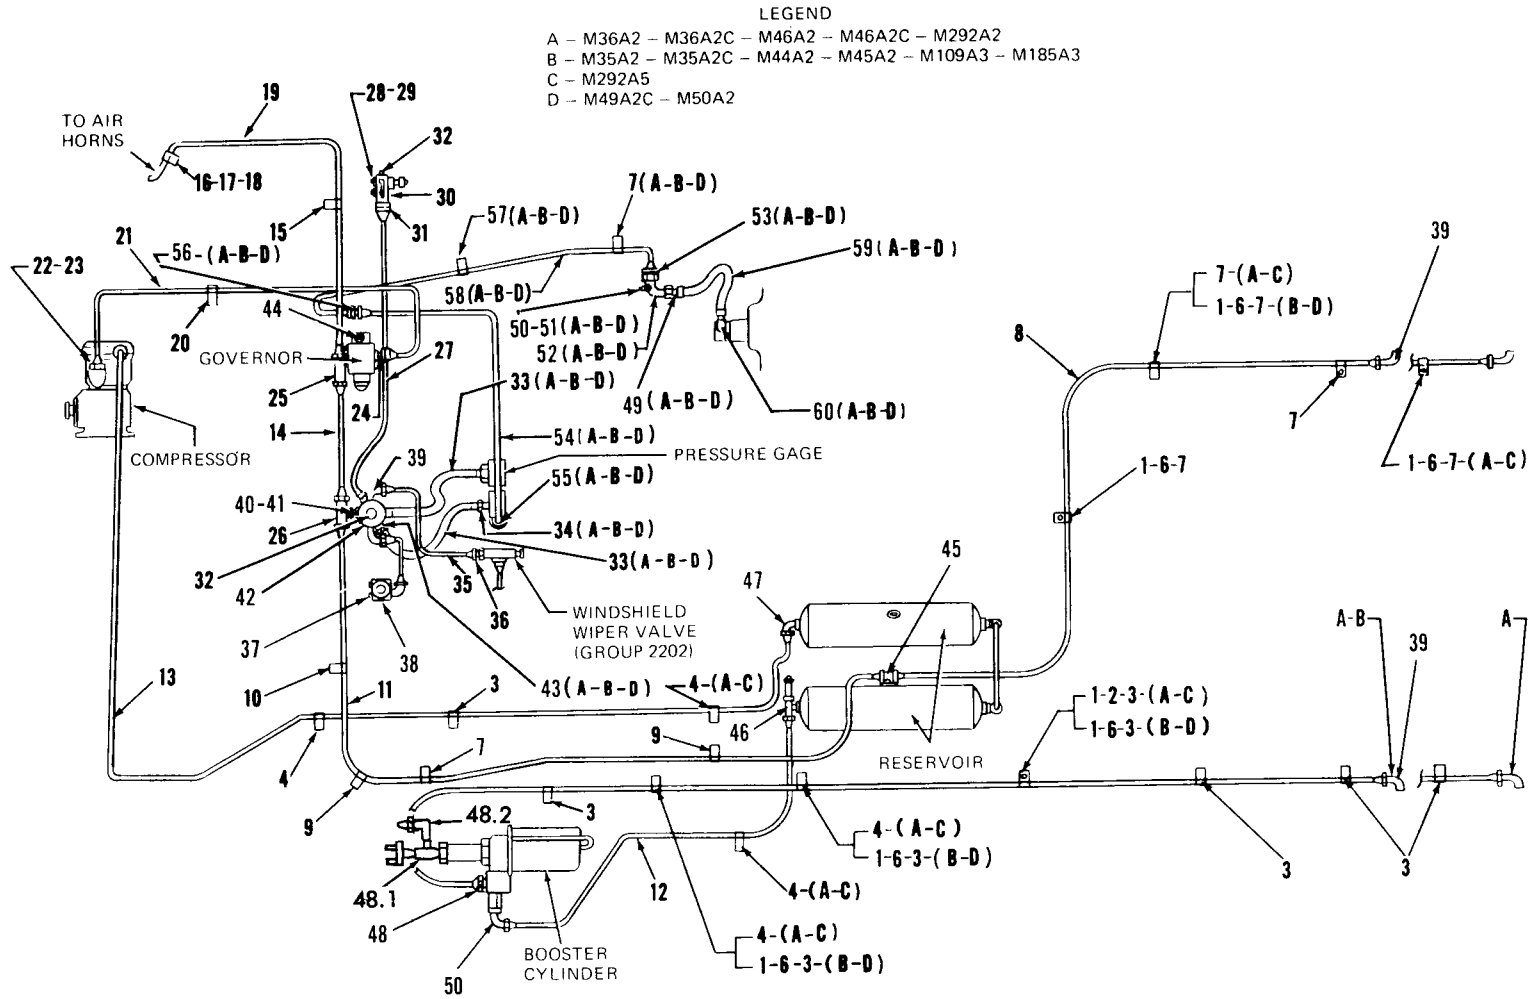 LEGEND
A – M36A2 – M36A2C – M46A2 – M46A2C – M292A2
B – M35A2 – M35A2C – M44A2 – M45A2 – M109A3 – M185A3
C – M292A5
D – M49A2C – M50A2
19
28-29
TO AIR
HORNS
32
16-17-18
30
7(A-B-D)
15
31
57(A-B-D)
53(A-B-D)
21
56-(A-B-D)
59(A-B-D)
39
22-23
7-(A-C)
1-6-7-(B-D)
58(A-B-D)
44
20
50-51(A-B-D)
8
GOVERNOR
27
52(A-B-D)
25
33(A-B-D)
24
49(A-B-D)
60(A-B-D)
7
14
54(A-B-D)
COMPRESSOR
39
PRESSURE GAGE
1-6-7
1-6-7-(A-C)
55(A-B-D)
40-41
26
34(A-B-D)
33(A-B-D)
45
32
35
47
42
36
WINDSHIELD
WIPER VALVE
(GROUP 2202)
A-B
39
A
37
38
13
10
11
43(A-B-D)
4-(A-C)
3
1-2-3-(A-C)
1-6-3-(B-D)
46
4
7
9
RESERVOIR
9
3
48.2
4-(A-C)
1-6-3-(B-D)
3
3
48.1
12
4-(A-C)
48
4-(A-C)
1-6-3-(B-D)
BOOSTER
CYLINDER
50